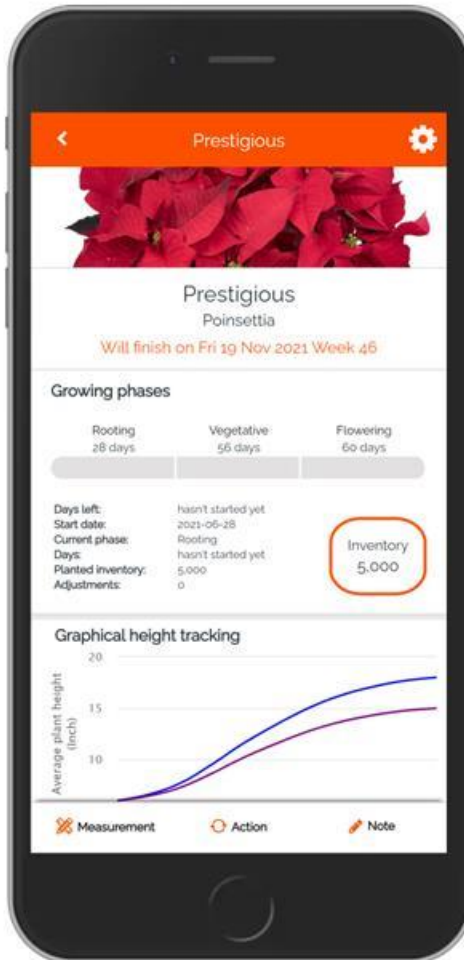 Prestigious
Prestigious
Poinsettia
Will finish on Fri 19 Nov 2021 Week 46
Growing phases
Rooting Vegetative Flowering
28 days 56 days 60 days
Days left: hasn't started yet
Start date: 2021-06-28
Current phase: Rooting
Days: hasn't started yet
Planted inventory: 5,000
Adjustments: 0
Inventory
5,000
Graphical height tracking
Average plant height
(Inch)
20
15
10
Measurement Action Note